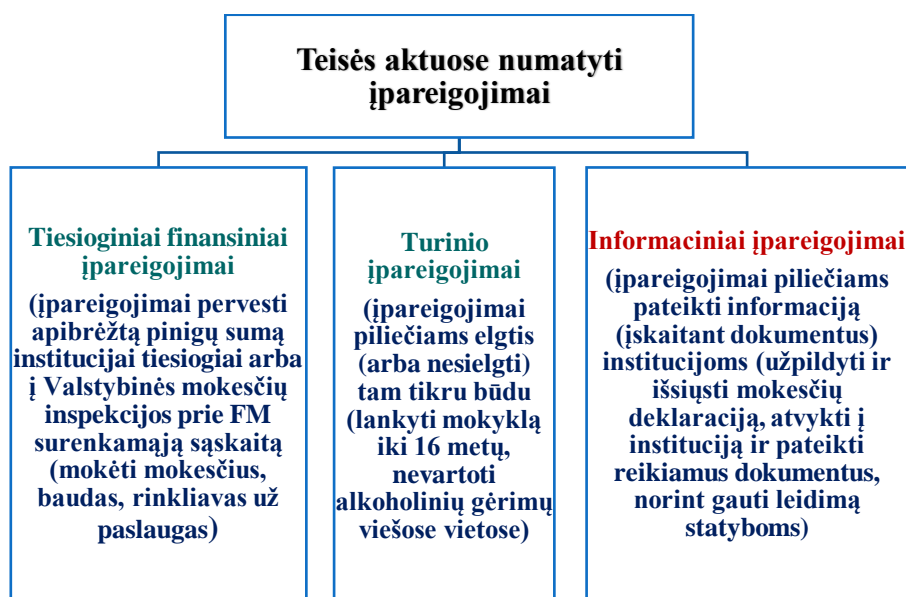 Teisės aktuose numatyti
įpareigojimai
Tiesioginiai finansiniai
įpareigojimai
(įpareigojimai pervesti
apibrėžtą pinigų sumą
institucijai tiesiogiai arba
į Valstybinės mokesčių
inspekcijos prie FM
surenkamąją sąskaitą
(mokėti mokesčius,
baudas, rinkliavas už
paslaugas)
Turinio
įpareigojimai
(įpareigojimai
piliečiams elgtis
(arba nesielgti)
tam tikru būdu
(lankyti mokyklą
iki 16 metų,
nevartoti
alkoholinių gėrimų
viešose vietose)
Informaciniai įpareigojimai
(įpareigojimai piliečiams
pateikti informaciją
(įskaitant dokumentus)
institucijoms (užpildyti ir
išsiųsti mokesčių
deklaraciją, atvykti į
instituciją ir pateikti
reikiamus dokumentus,
norint gauti leidimą
statyboms)